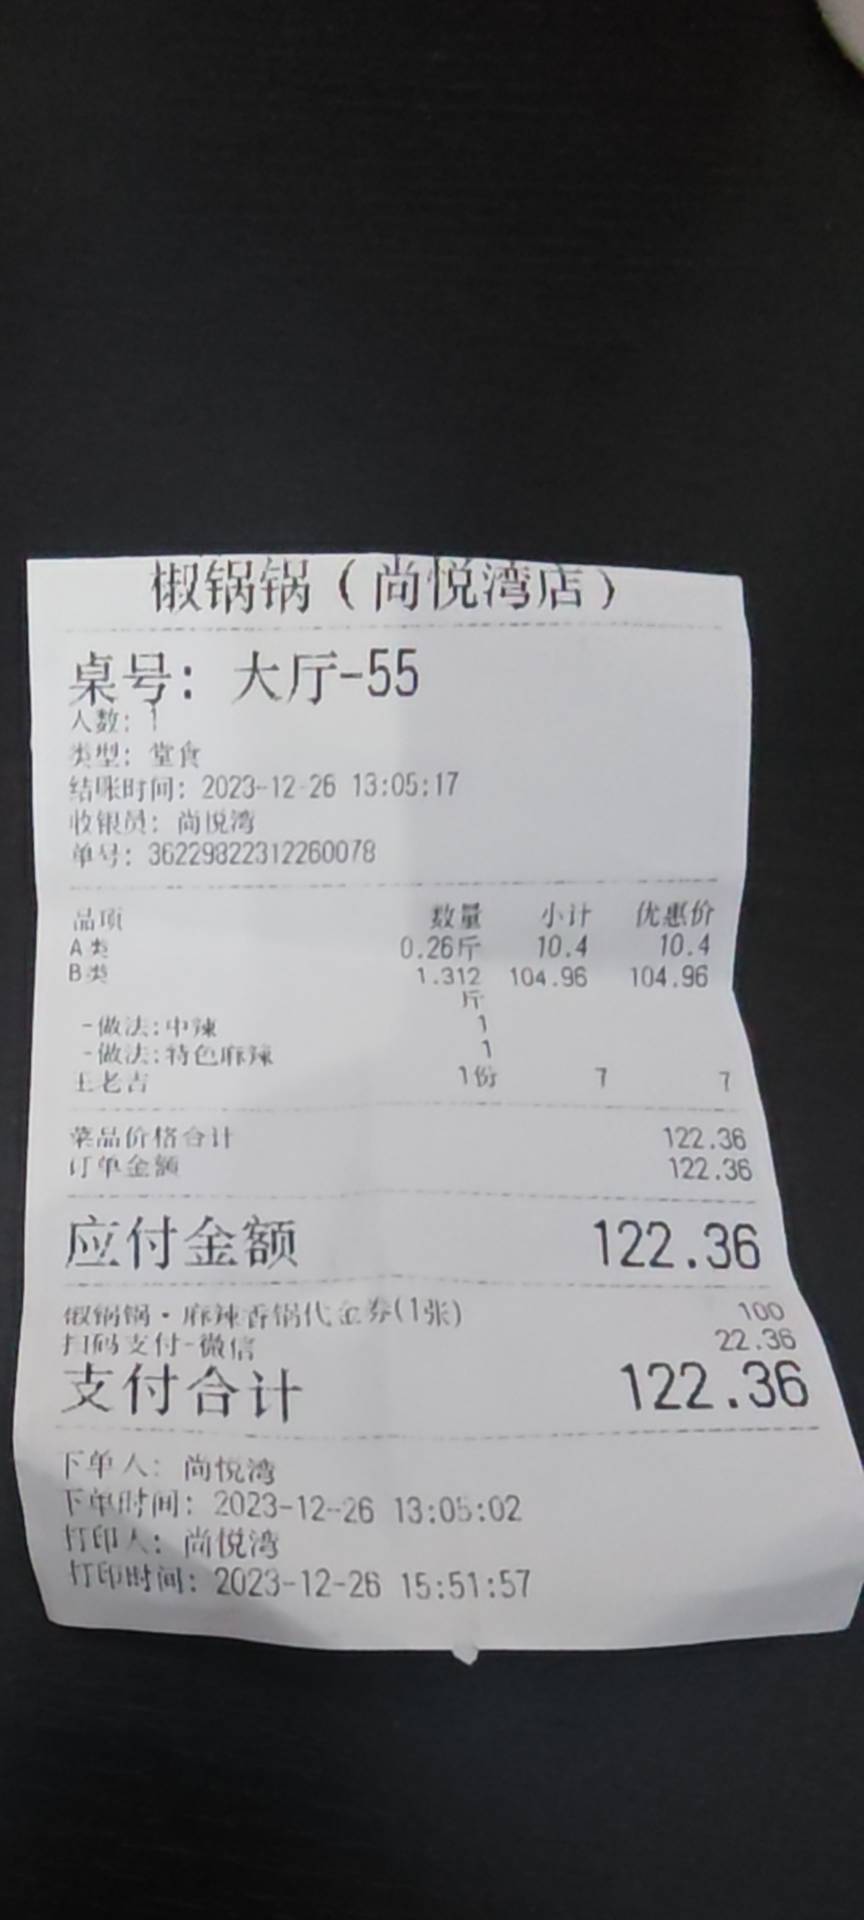 椒锅锅（尚悦湾店）
桌号：大厅-55
人数：1
类型：堂食
结账时间：2023-12-26 13:05:17
收银员：尚悦湾
单号：36229822312260078
品项 数量 小计 优惠价
A类 0.26斤 10.4 10.4
B类 1.312 104.96 104.96
斤
-做法:中辣 1
-做法:特色麻辣 1
王老吉 1份 7 7
菜品价格合计 122.36
订单金额 122.36
应付金额 122.36
椒锅锅·麻辣香锅代金券(1张) 100
扫码支付-微信 22.36
支付合计 122.36
下单人：尚悦湾
下单时间：2023-12-26 13:05:02
打印人：尚悦湾
打印时间：2023-12-26 15:51:57